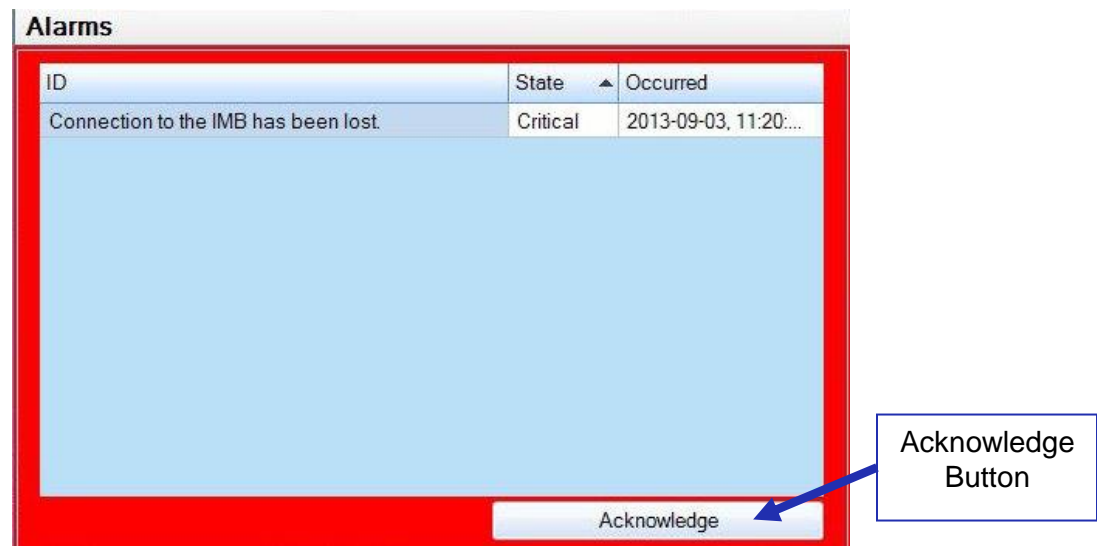 Alarms
ID State Occurred
Connection to the IMB has been lost. Critical 2013-09-03, 11:20:...
Acknowledge
Button
Acknowledge